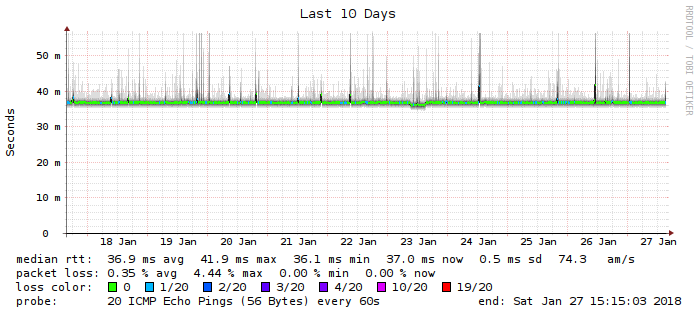 Last 10 Days
RRDTOOL / TOBI OETIKER
Seconds
50 m
40 m
30 m
20 m
10 m
0
18 Jan 19 Jan 20 Jan 21 Jan 22 Jan 23 Jan 24 Jan 25 Jan 26 Jan 27 Jan
median rtt: 36.9 ms avg 41.9 ms max 36.1 ms min 37.0 ms now 0.5 ms sd 74.3 am/s
packet loss: 0.35 % avg 4.44 % max 0.00 % min 0.00 % now
loss color: 0 1/20 2/20 3/20 4/20 10/20 19/20
probe: 20 ICMP Echo Pings (56 Bytes) every 60s end: Sat Jan 27 15:15:03 2018